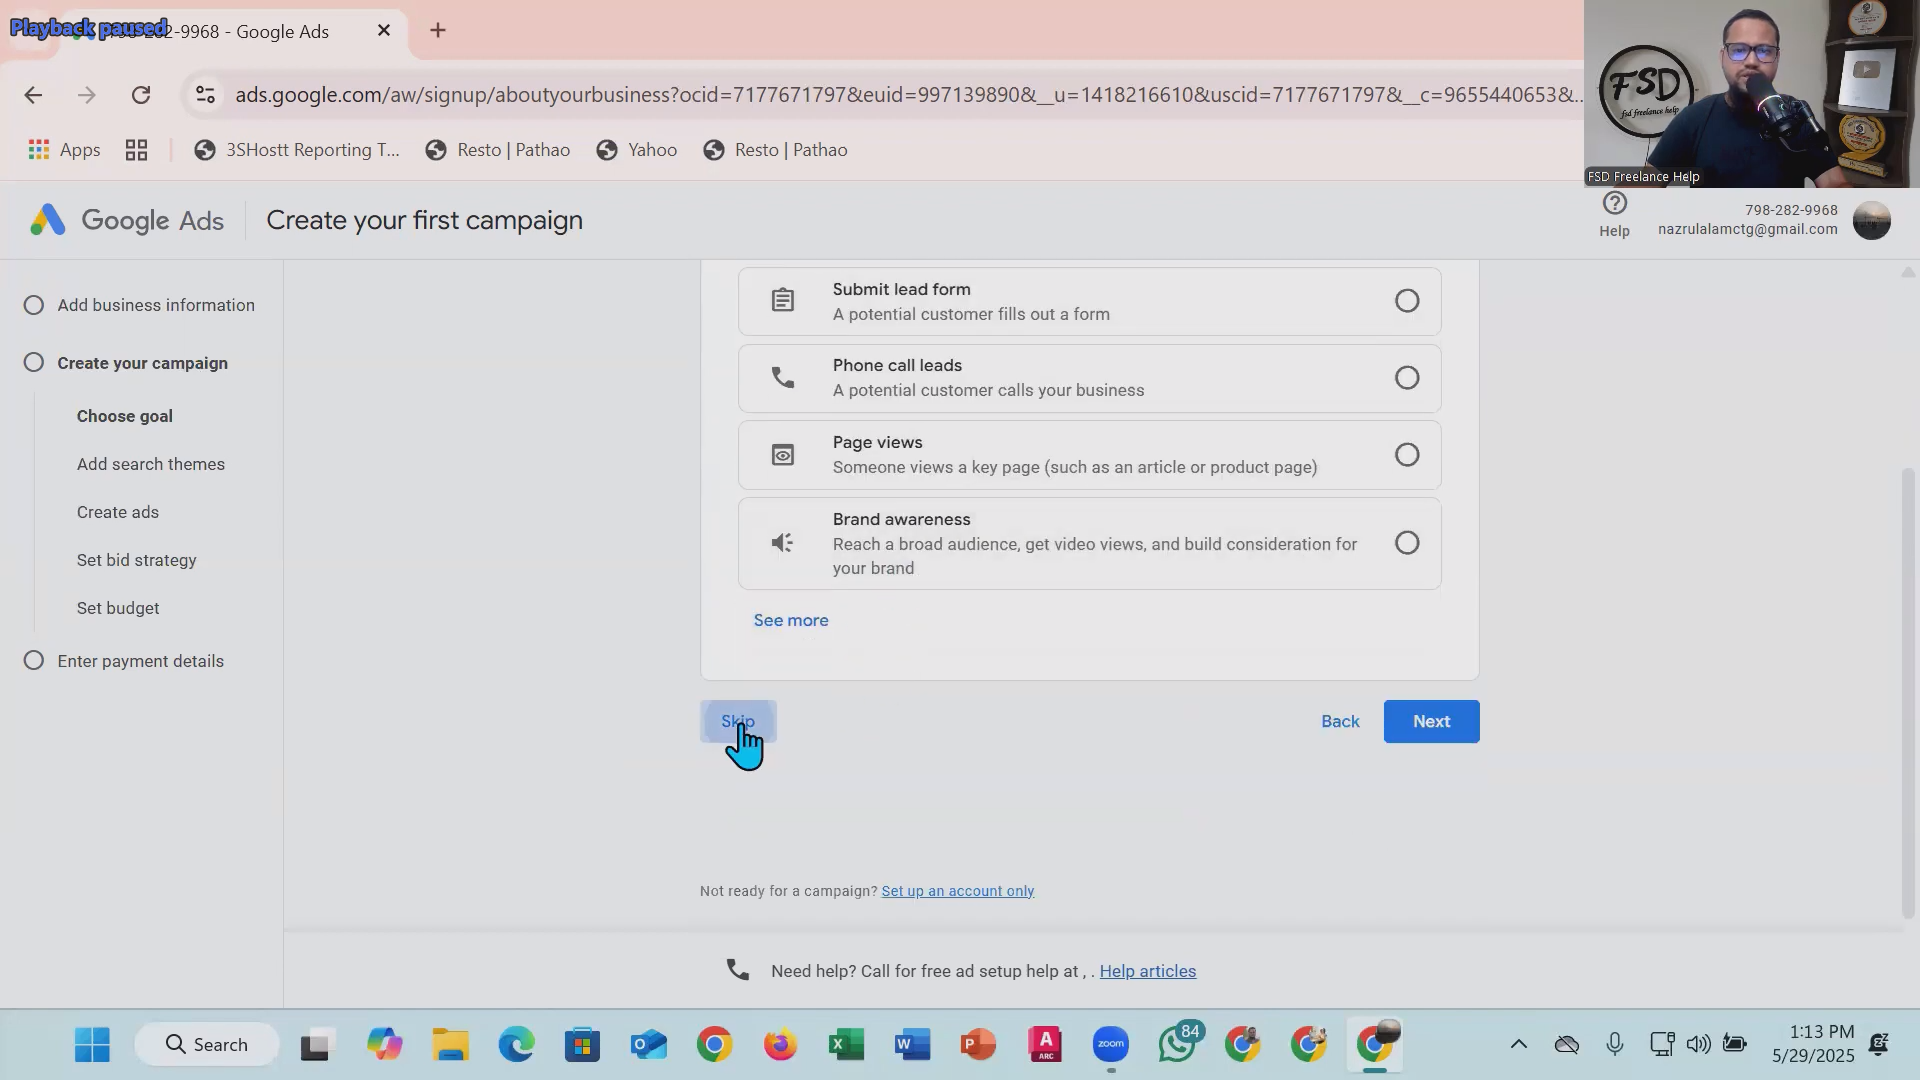 Playback paused
-9968 - Google Ads
ads.google.com/aw/signup/aboutyourbusiness?ocid=7177671797&euid=997139890&__u=1418216610&uscid=7177671797&__c=9655440653&...
Apps
3SHostt Reporting T...
Resto | Pathao
Yahoo
Resto | Pathao
FSD
fsd freelance help
FSD Freelance Help
Google Ads
Create your first campaign
Help
798-282-9968
nazrulalamctg@gmail.com
Add business information
Create your campaign
Choose goal
Add search themes
Create ads
Set bid strategy
Set budget
Enter payment details
Submit lead form
A potential customer fills out a form
Phone call leads
A potential customer calls your business
Page views
Someone views a key page (such as an article or product page)
Brand awareness
Reach a broad audience, get video views, and build consideration for
your brand
See more
Skip
Back
Next
Not ready for a campaign? Set up an account only
Need help? Call for free ad setup help at , . Help articles
Search
zoom
84
1:13 PM
5/29/2025